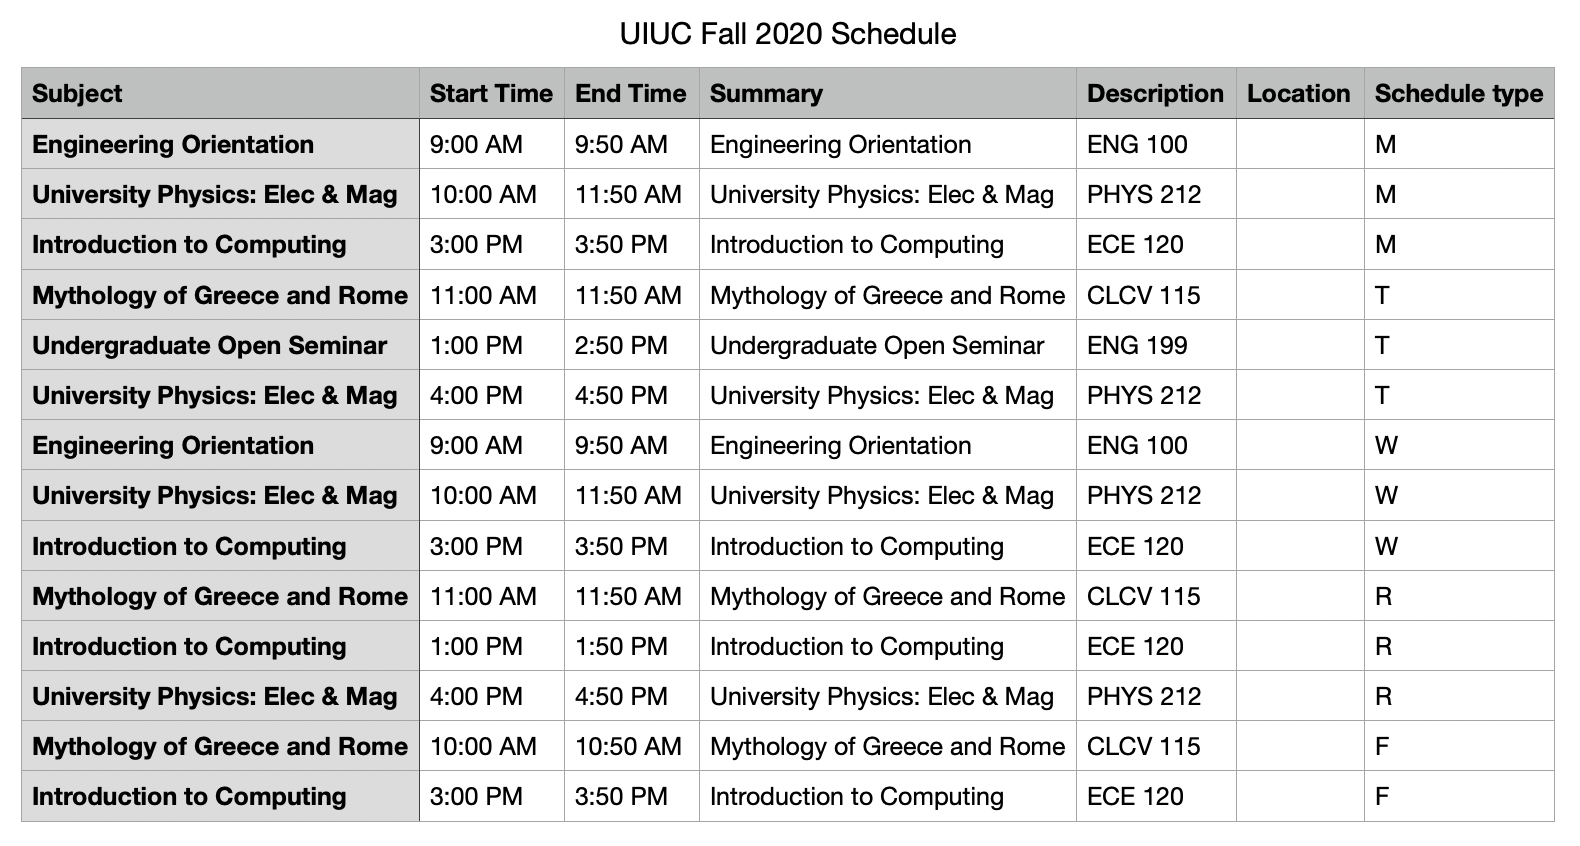 UIUC Fall 2020 Schedule
Subject Start Time End Time Summary Description Location Schedule type
Engineering Orientation 9:00 AM 9:50 AM Engineering Orientation ENG 100 M
University Physics: Elec & Mag 10:00 AM 11:50 AM University Physics: Elec & Mag PHYS 212 M
Introduction to Computing 3:00 PM 3:50 PM Introduction to Computing ECE 120 M
Mythology of Greece and Rome 11:00 AM 11:50 AM Mythology of Greece and Rome CLCV 115 T
Undergraduate Open Seminar 1:00 PM 2:50 PM Undergraduate Open Seminar ENG 199 T
University Physics: Elec & Mag 4:00 PM 4:50 PM University Physics: Elec & Mag PHYS 212 T
Engineering Orientation 9:00 AM 9:50 AM Engineering Orientation ENG 100 W
University Physics: Elec & Mag 10:00 AM 11:50 AM University Physics: Elec & Mag PHYS 212 W
Introduction to Computing 3:00 PM 3:50 PM Introduction to Computing ECE 120 W
Mythology of Greece and Rome 11:00 AM 11:50 AM Mythology of Greece and Rome CLCV 115 R
Introduction to Computing 1:00 PM 1:50 PM Introduction to Computing ECE 120 R
University Physics: Elec & Mag 4:00 PM 4:50 PM University Physics: Elec & Mag PHYS 212 R
Mythology of Greece and Rome 10:00 AM 10:50 AM Mythology of Greece and Rome CLCV 115 F
Introduction to Computing 3:00 PM 3:50 PM Introduction to Computing ECE 120 F